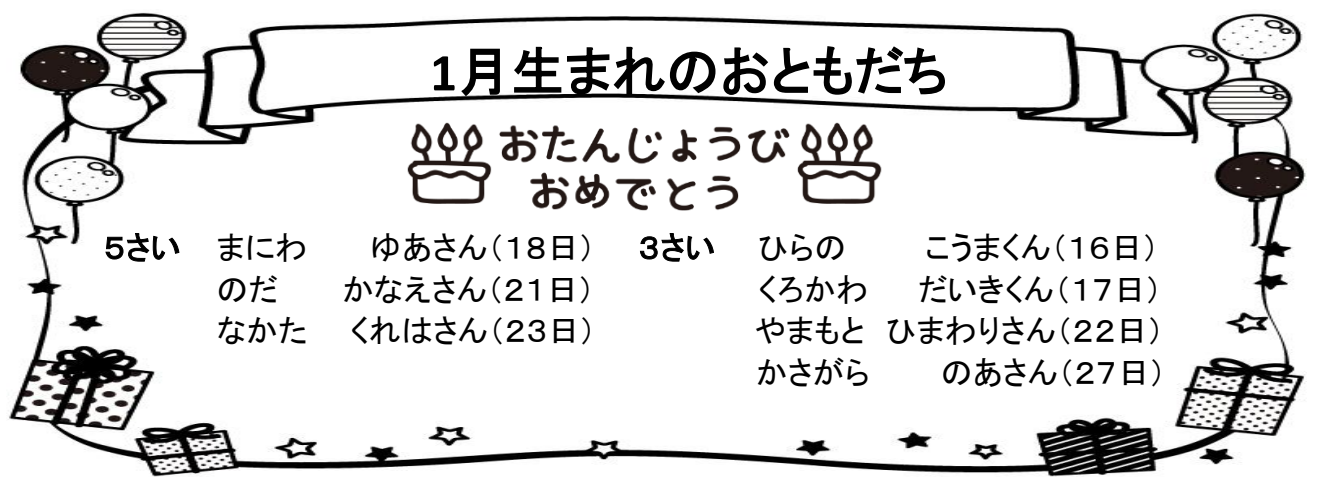 1月生まれのおともだち
おたんじょうび
おめでとう
5さい まにわ ゆあさん(18日)
のだ かなえさん(21日)
なかた くれはさん(23日)
3さい ひらの こうまくん(16日)
くろかわ だいきくん(17日)
やまもと ひまわりさん(22日)
かさがら のあさん(27日)